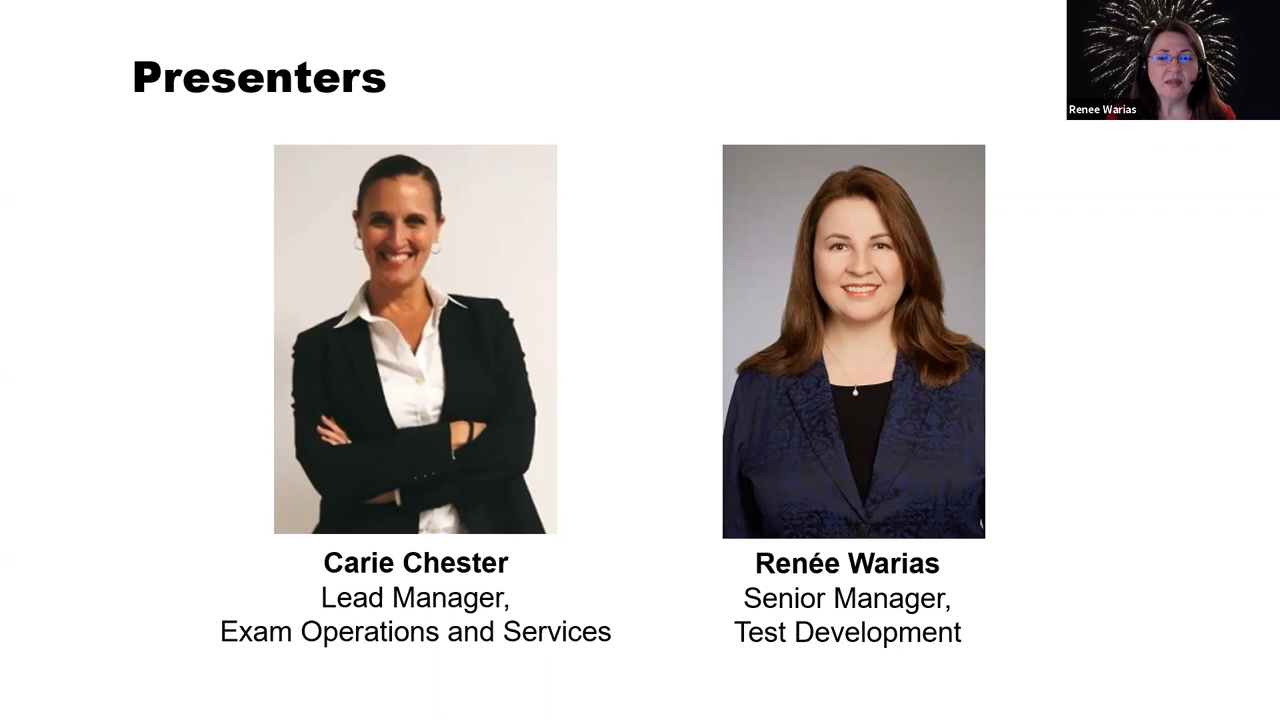 Presenters
Renee Warias
Carie Chester
Lead Manager,
Exam Operations and Services
Renée Warias
Senior Manager,
Test Development